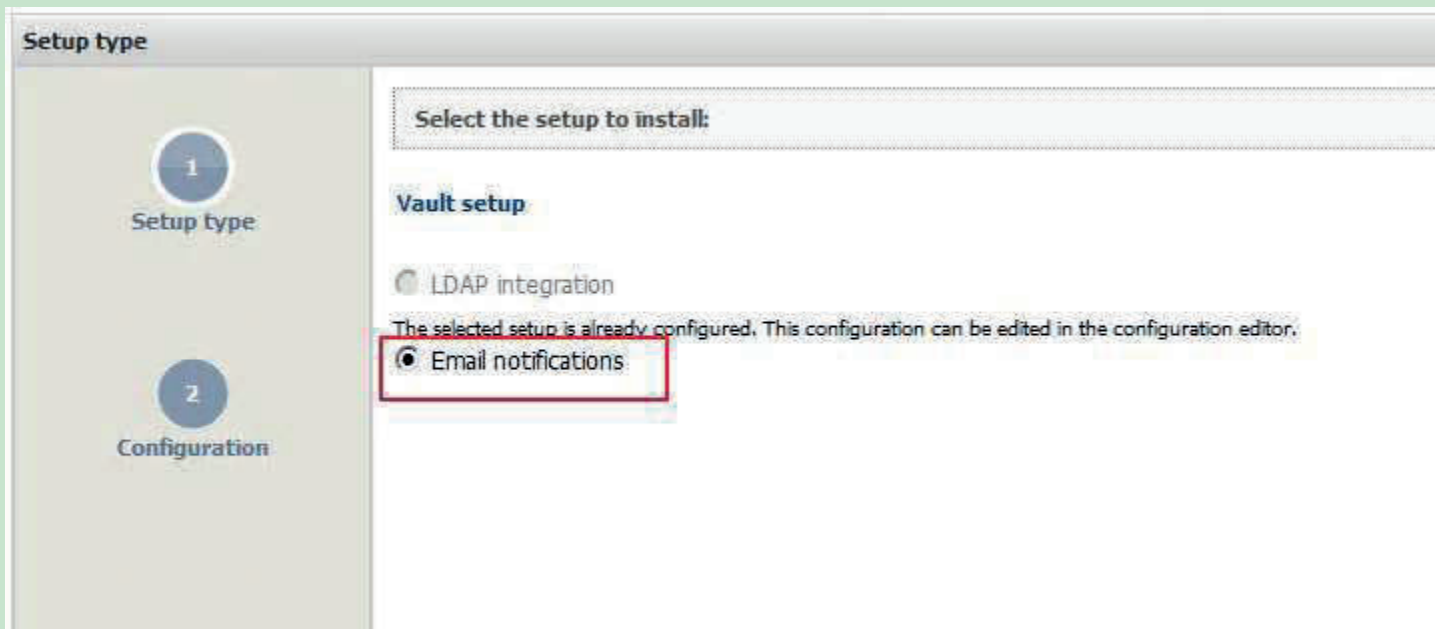 Setup type
Select the setup to install:
1
Setup type
Vault setup
LDAP integration
The selected setup is already configured. This configuration can be edited in the configuration editor.
Email notifications
2
Configuration